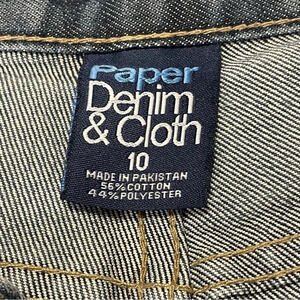 Paper
Denim
& Cloth
10
MADE IN PAKISTAN
56% COTTON
44% POLYESTER